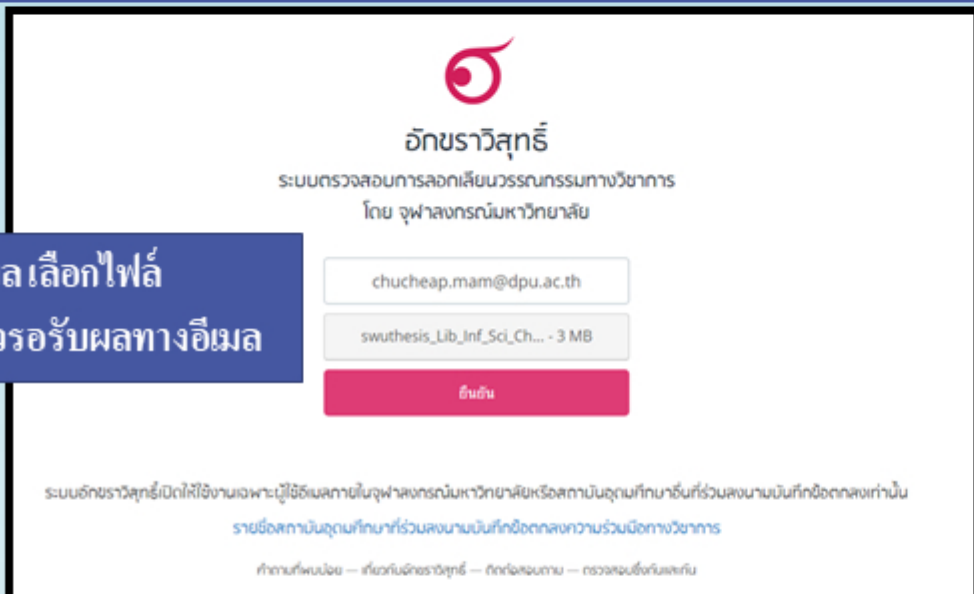 อักขราวิสุทธิ์
ระบบตรวจสอบการลอกเลียนวรรณกรรมทางวิชาการ
โดย จุฬาลงกรณ์มหาวิทยาลัย
ล เลือกไฟล์
วรอรับผลทางอีเมล
chucheap.mam@dpu.ac.th
swuthesis_Lib_Inf_Sci_Ch... - 3 MB
ยืนยัน
ระบบอักขราวิสุทธิ์เปิดให้ใช้งานเฉพาะผู้ใช้อีเมลภายในจุฬาลงกรณ์มหาวิทยาลัยหรือสถาบันอุดมศึกษาอื่นที่ร่วมลงนามบันทึกข้อตกลงเท่านั้น
รายชื่อสถาบันอุดมศึกษาที่ร่วมลงนามบันทึกข้อตกลงความร่วมมือทางวิชาการ
คำถามที่พบบ่อย — เกี่ยวกับอักขราวิสุทธิ์ — ติดต่อสอบถาม — ตรวจสอบซึ่งกันและกัน